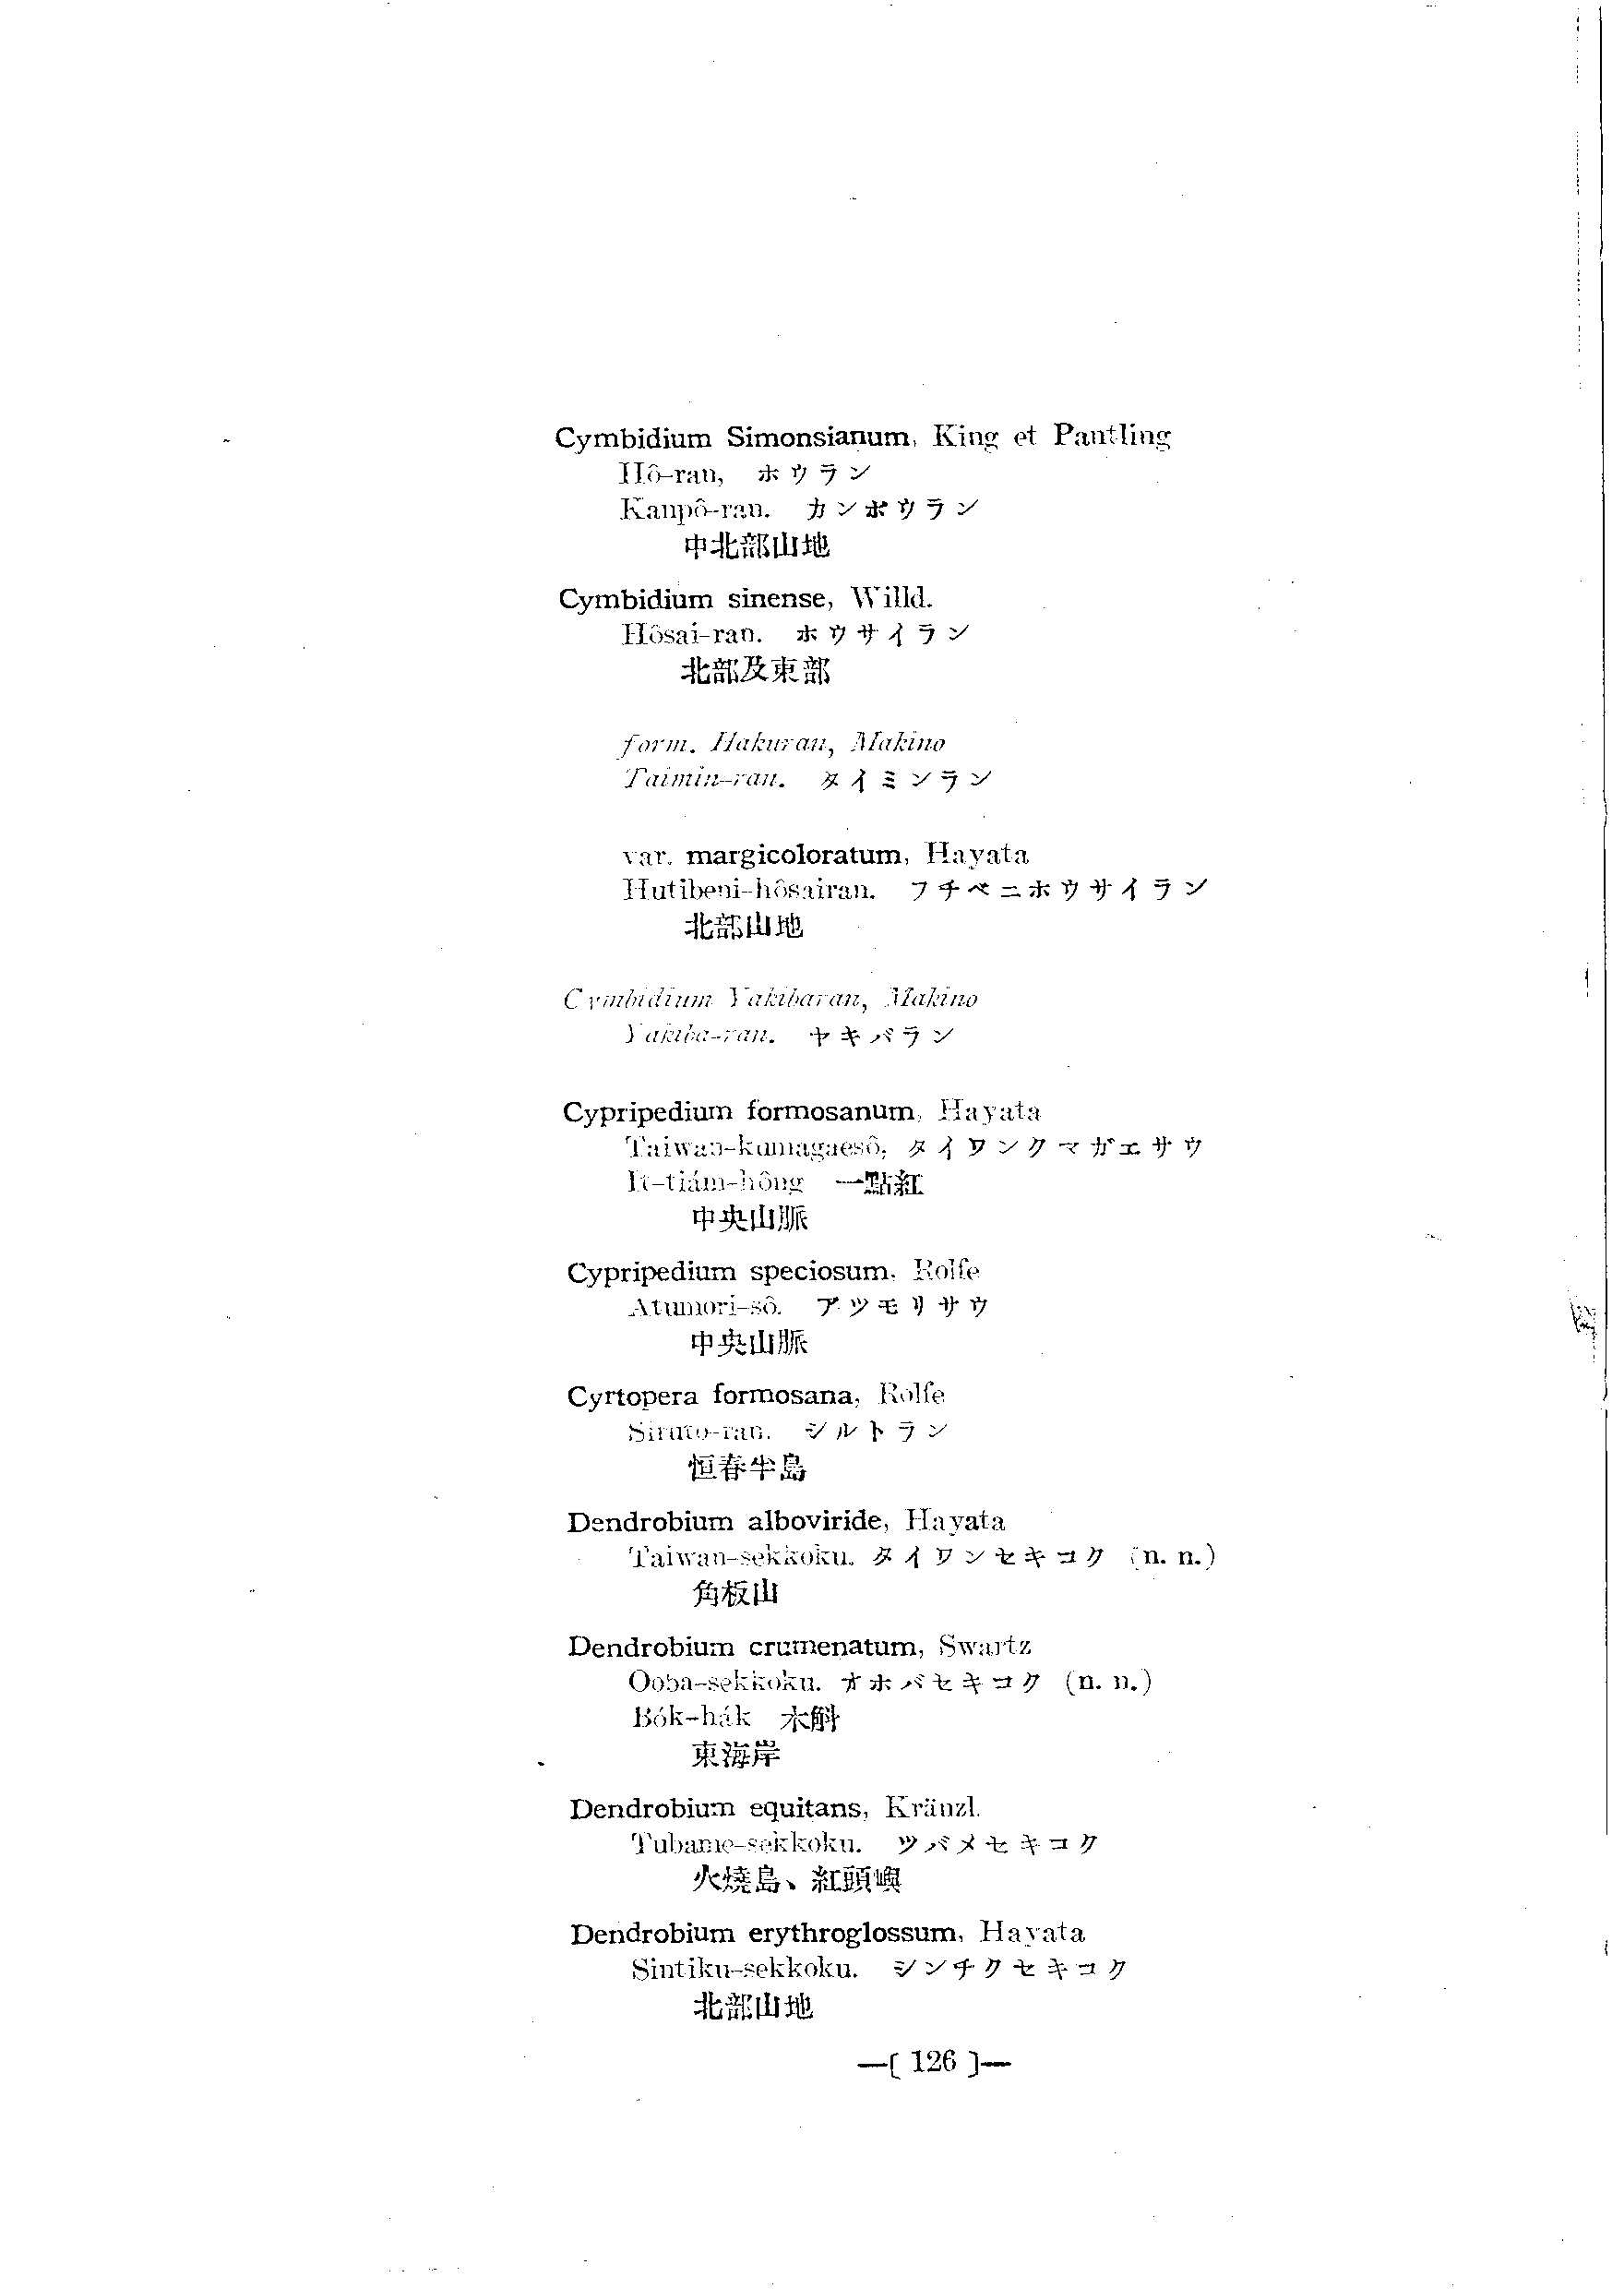 Cymbidium Simonsianum, King et Pantling
Hô-ran, ホウラン
Kanpô-ran. カンポウラン
中北部山地
Cymbidium sinense, Willd.
Hôsai-ran. ホウサイラン
北部及東部
form. Hakuran, Makino
Taimin-ran. タイミンラン
var. margicoloratum, Hayata
Hutibeni-hôsairan. フチベニホウサイラン
北部山地
Cymbidium Yakibaran, Makino
Yakiba-ran. ヤキバラン
Cypripedium formosanum, Hayata
Taiwan-kumagaesô, タイワンクマガエサウ
It-tiám-hông 一點紅
中央山脈
Cypripedium speciosum, Rolfe
Atumori-sô. アツモリサウ
中央山脈
Cyrtopera formosana, Rolfe
Siruto-ran. シルトラン
恒春半島
Dendrobium alboviride, Hayata
Taiwan-sekkoku. タイワンセキコク (n. n.)
角板山
Dendrobium crumenatum, Swartz
Ooba-sekkoku. オホバセキコク (n. n.)
Bók-hák 木斛
東海岸
Dendrobium equitans, Kränzl.
Tubame-sekkoku. ツバメセキコク
火燒島、紅頭嶼
Dendrobium erythroglossum, Hayata
Sintiku-sekkoku. シンチクセキコク
北部山地
—[ 126 ]—